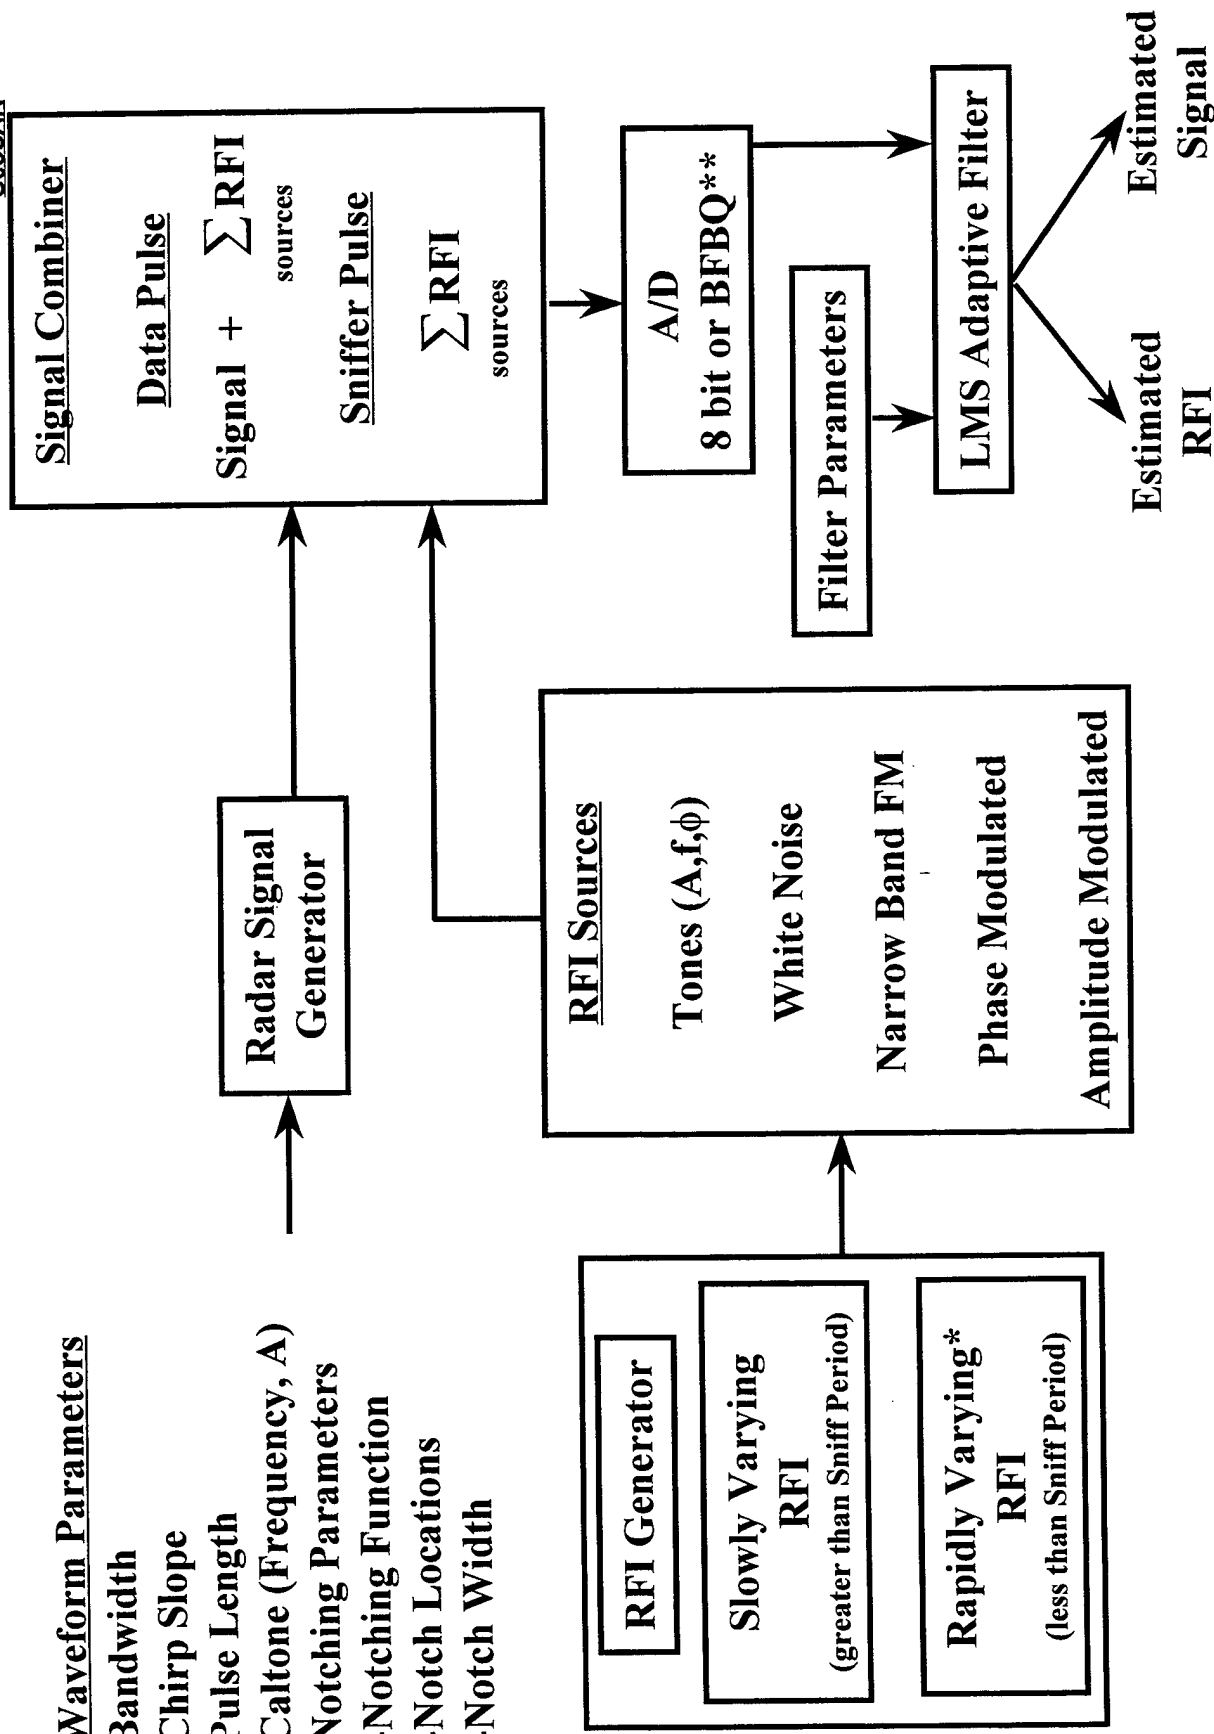 Waveform Parameters
Bandwidth
Chirp Slope
Pulse Length
Caltone (Frequency, A)
Notching Parameters
-Notching Function
-Notch Locations
-Notch Width
Radar Signal
Generator
Signal Combiner
Data Pulse
Signal + ∑RFI
sources
Sniffer Pulse
∑RFI
sources
RFI Generator
Slowly Varying
RFI
(greater than Sniff Period)
Rapidly Varying*
RFI
(less than Sniff Period)
RFI Sources
Tones (A,f,ϕ)
White Noise
Narrow Band FM
Phase Modulated
Amplitude Modulated
A/D
8 bit or BFBQ**
Filter Parameters
LMS Adaptive Filter
Estimated
RFI
Estimated
Signal